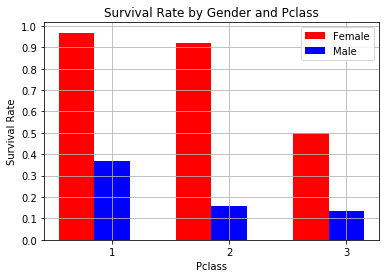 Survival Rate by Gender and Pclass
Female
Male
1.0
0.9
0.8
0.7
0.6
0.5
0.4
0.3
0.2
0.1
0.0
Survival Rate
1 2 3
Pclass